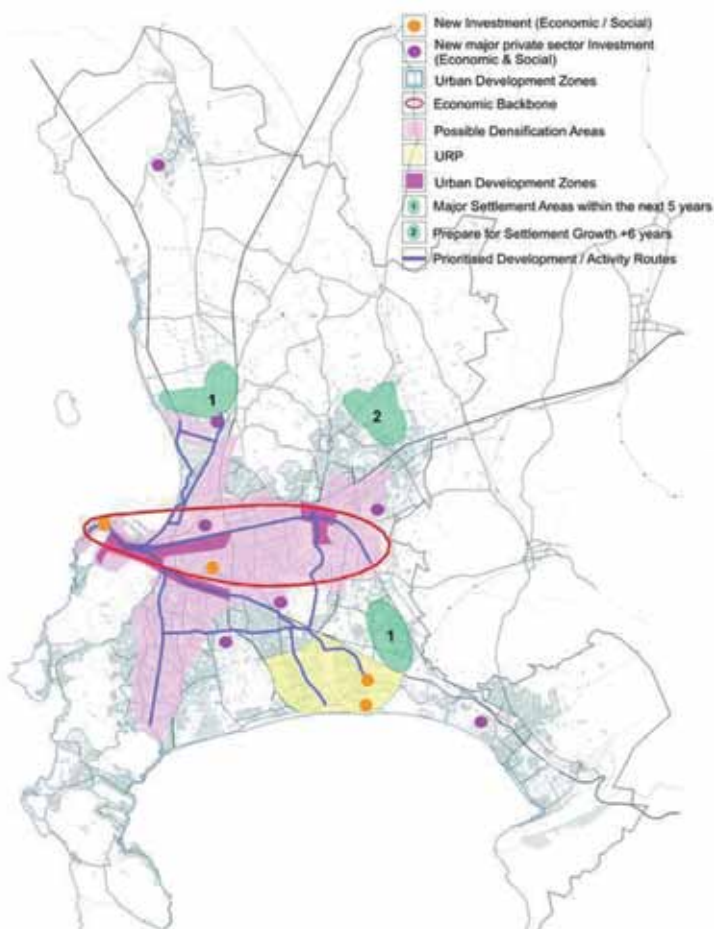 New Investment (Economic / Social)
New major private sector Investment
(Economic & Social)
Urban Development Zones
Economic Backbone
Possible Densification Areas
URP
Urban Development Zones
1 Major Settlement Areas within the next 5 years
2 Prepare for Settlement Growth +6 years
Prioritised Development / Activity Routes
1
2
1